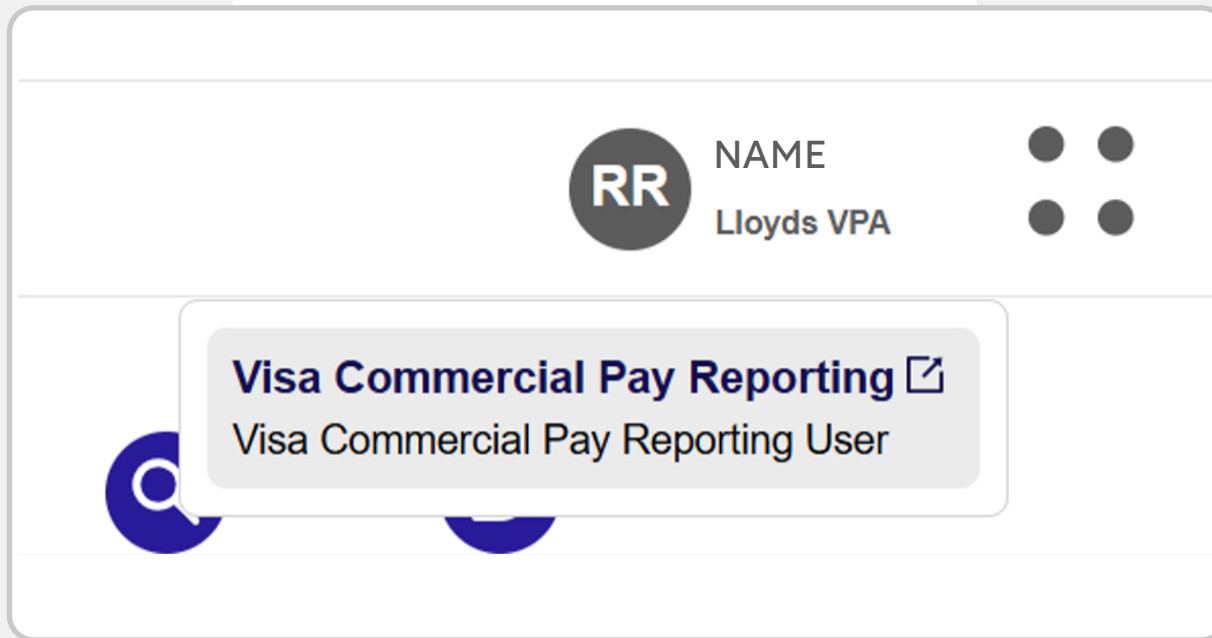 RR
NAME
Lloyds VPA
Visa Commercial Pay Reporting
Visa Commercial Pay Reporting User